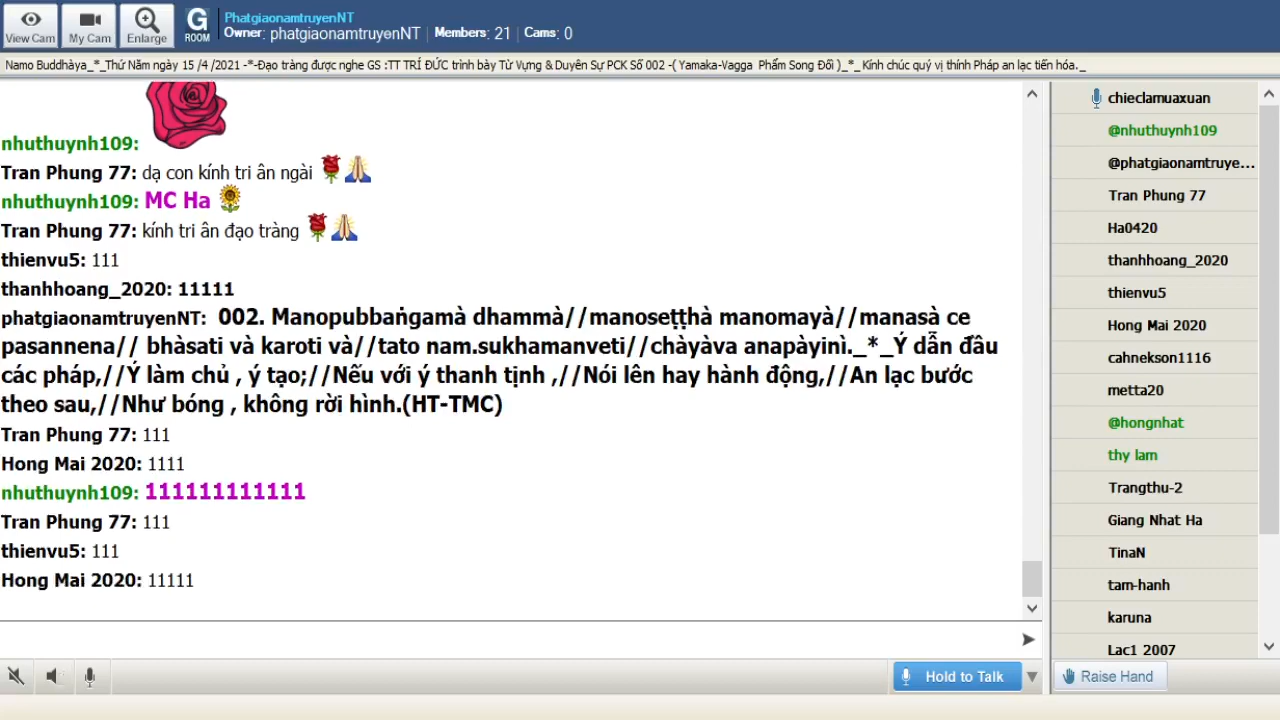 View Cam
My Cam
Enlarge
G
ROOM
PhatgiaonamtruyenNT
Owner: phatgiaonamtruyenNT | Members: 21 | Cams: 0
Namo Buddhàya_*_Thứ Năm ngày 15 /4 /2021 -*-Đạo tràng được nghe GS :TT TRÍ ĐỨC trình bày Từ Vựng & Duyên Sự PCK Số 002 -( Yamaka-Vagga  Phẩm Song Đối )_*_Kính chúc quý vị thính Pháp an lạc tiến hóa._
nhuthuynh109:
Tran Phung 77: dạ con kính tri ân ngài
nhuthuynh109: MC Ha
Tran Phung 77: kính tri ân đạo tràng
thienvu5: 111
thanhhoang_2020: 11111
phatgiaonamtruyenNT:  002. Manopubbaṅgamà dhammà//manoseṭṭhà manomayà//manasà ce
pasannena// bhàsati và karoti và//tato nam.sukhamanveti//chàyàva anapàyinì._*_Ý dẫn đầu
các pháp,//Ý làm chủ , ý tạo;//Nếu với ý thanh tịnh ,//Nói lên hay hành động,//An lạc bước
theo sau,//Như bóng , không rời hình.(HT-TMC)
Tran Phung 77: 111
Hong Mai 2020: 1111
nhuthuynh109: 111111111111
Tran Phung 77: 111
thienvu5: 111
Hong Mai 2020: 11111
Hold to Talk
chieclamuaxuan
@nhuthuynh109
@phatgiaonamtruye...
Tran Phung 77
Ha0420
thanhhoang_2020
thienvu5
Hong Mai 2020
cahnekson1116
metta20
@hongnhat
thy lam
Trangthu-2
Giang Nhat Ha
TinaN
tam-hanh
karuna
Lac1 2007
Raise Hand